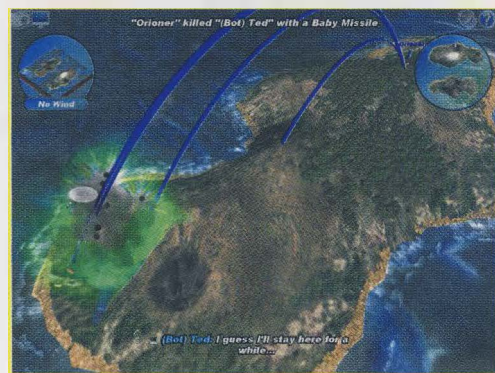 "Orioner" killed "(Bot) Ted" with a Baby Missile
No Wind
(Bot) Ted: I guess I'll stay here for a
while...